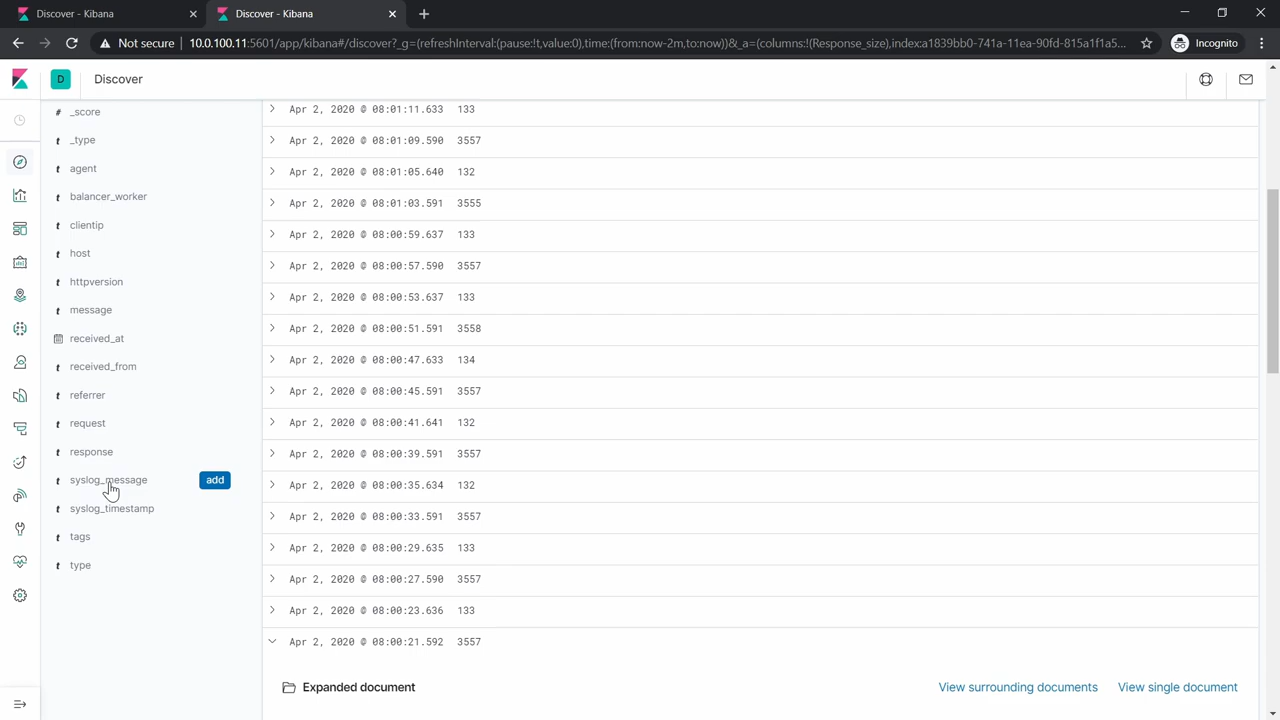 Discover - Kibana
Discover - Kibana
Not secure
10.0.100.11:5601/app/kibana#/discover?_g=(refreshInterval:(pause:!t,value:0),time:(from:now-2m,to:now))&_a=(columns:!(Response_size),index:a1839bb0-741a-11ea-90fd-815a1f1a5...
Incognito
D
Discover
# _score
t _type
t agent
t balancer_worker
t clientip
t host
t httpversion
t message
received_at
t received_from
t referrer
t request
t response
t syslog_message add
t syslog_timestamp
t tags
t type
Apr 2, 2020 @ 08:01:11.633 133
Apr 2, 2020 @ 08:01:09.590 3557
Apr 2, 2020 @ 08:01:05.640 132
Apr 2, 2020 @ 08:01:03.591 3555
Apr 2, 2020 @ 08:00:59.637 133
Apr 2, 2020 @ 08:00:57.590 3557
Apr 2, 2020 @ 08:00:53.637 133
Apr 2, 2020 @ 08:00:51.591 3558
Apr 2, 2020 @ 08:00:47.633 134
Apr 2, 2020 @ 08:00:45.591 3557
Apr 2, 2020 @ 08:00:41.641 132
Apr 2, 2020 @ 08:00:39.591 3557
Apr 2, 2020 @ 08:00:35.634 132
Apr 2, 2020 @ 08:00:33.591 3557
Apr 2, 2020 @ 08:00:29.635 133
Apr 2, 2020 @ 08:00:27.590 3557
Apr 2, 2020 @ 08:00:23.636 133
Apr 2, 2020 @ 08:00:21.592 3557
Expanded document
View surrounding documents
View single document